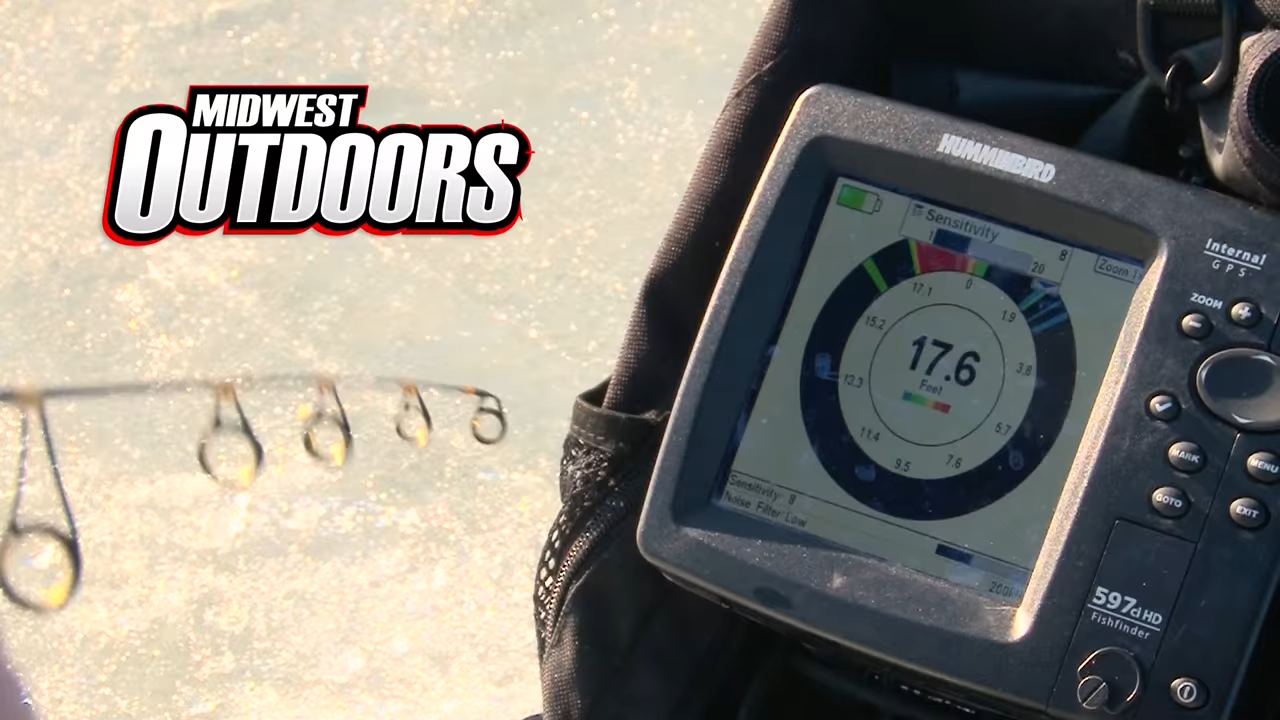 MIDWEST
OUTDOORS
HUMMINBIRD
Internal
GPS
Sensitivity
1
8
20
ZOOM
0
17.1
1.9
15.2
17.6
Feet
3.8
13.3
11.4
5.7
9.5
7.6
Sensitivity: 8
Noise Filter: Low
MARK
MENU
GOTO
EXIT
597ci HD
Fishfinder